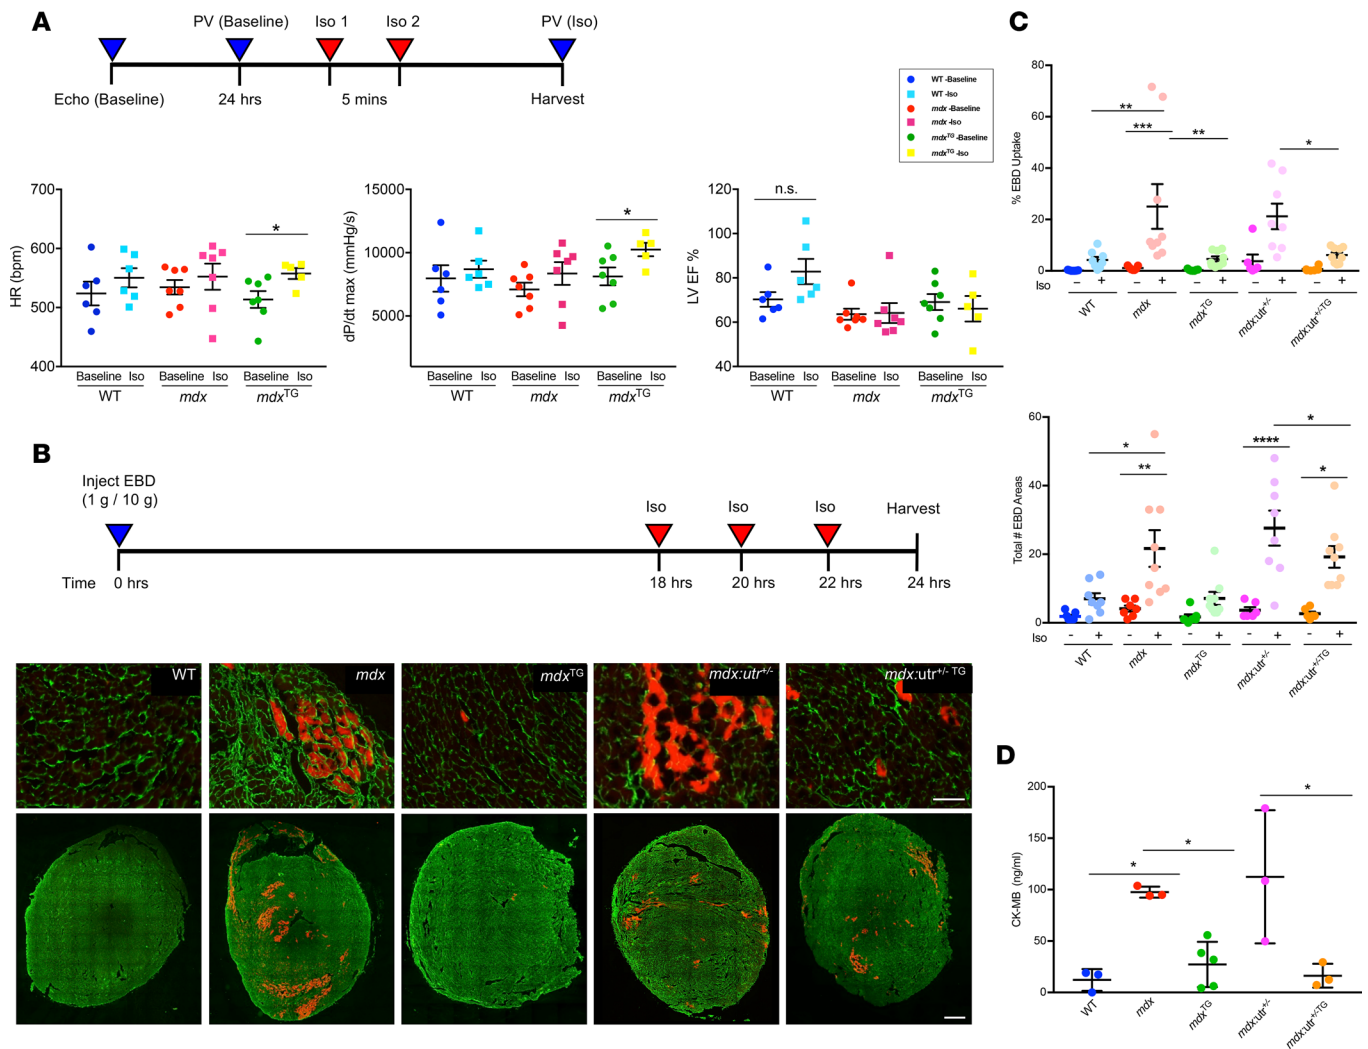 A
PV (Baseline) Iso 1 Iso 2 PV (Iso)
Echo (Baseline) 24 hrs 5 mins Harvest
WT -Baseline
WT -Iso
mdx -Baseline
mdx -Iso
mdxTG -Baseline
mdxTG -Iso
HR (bpm)
700
600
500
400
*
Baseline Iso Baseline Iso Baseline Iso
WT mdx mdxTG
dP/dt max (mmHg/s)
15000
10000
5000
*
Baseline Iso Baseline Iso Baseline Iso
WT mdx mdxTG
LV EF %
120
100
80
60
40
n.s.
Baseline Iso Baseline Iso Baseline Iso
WT mdx mdxTG
B
Inject EBD
(1 g / 10 g)
Iso Iso Iso Harvest
Time 0 hrs 18 hrs 20 hrs 22 hrs 24 hrs
WT mdx mdxTG mdx:utr+/- mdx:utr+/- TG
C
% EBD Uptake
80
60
40
20
0
** *** ** *
Iso - + - + - + - + - +
WT mdx mdxTG mdx:utr+/- mdx:utr+/-TG
Total # EBD Areas
60
40
20
0
* ** **** * *
Iso - + - + - + - + - +
WT mdx mdxTG mdx:utr+/- mdx:utr+/-TG
D
CK-MB (ng/ml)
200
150
100
50
0
* * *
WT mdx mdxTG mdx:utr+/- mdx:utr+/-TG